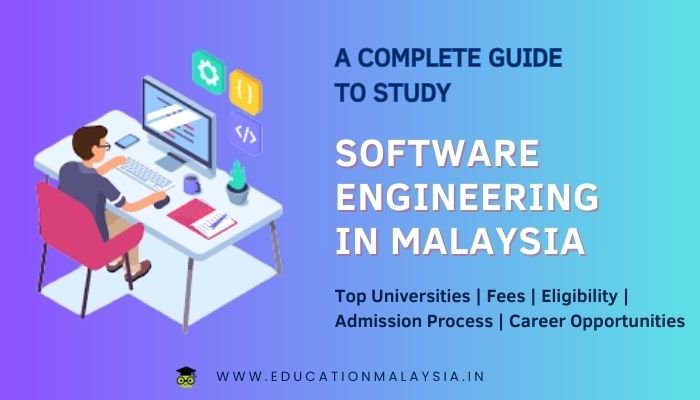 A COMPLETE GUIDE
TO STUDY
SOFTWARE
ENGINEERING
IN MALAYSIA
Top Universities | Fees | Eligibility |
Admission Process | Career Opportunities
WWW.EDUCATIONMALAYSIA.IN